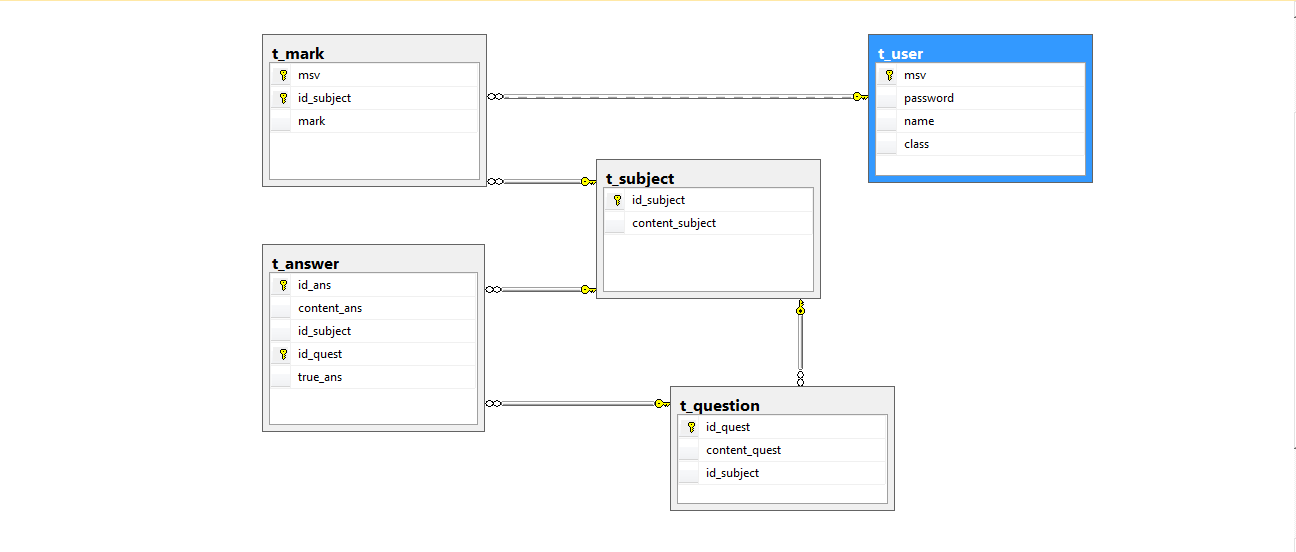 t_mark
msv
id_subject
mark
t_user
msv
password
name
class
t_subject
id_subject
content_subject
t_answer
id_ans
content_ans
id_subject
id_quest
true_ans
t_question
id_quest
content_quest
id_subject